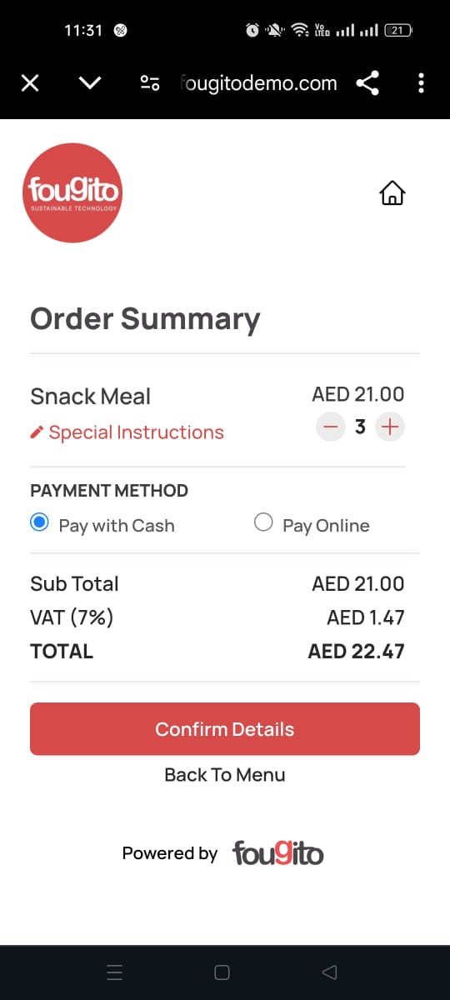 11:31
Vo LTED 21
fougitodemo.com
fougito
SUSTAINABLE TECHNOLOGY
Order Summary
Snack Meal AED 21.00
Special Instructions 3
PAYMENT METHOD
Pay with Cash Pay Online
Sub Total AED 21.00
VAT (7%) AED 1.47
TOTAL AED 22.47
Confirm Details
Back To Menu
Powered by fougito